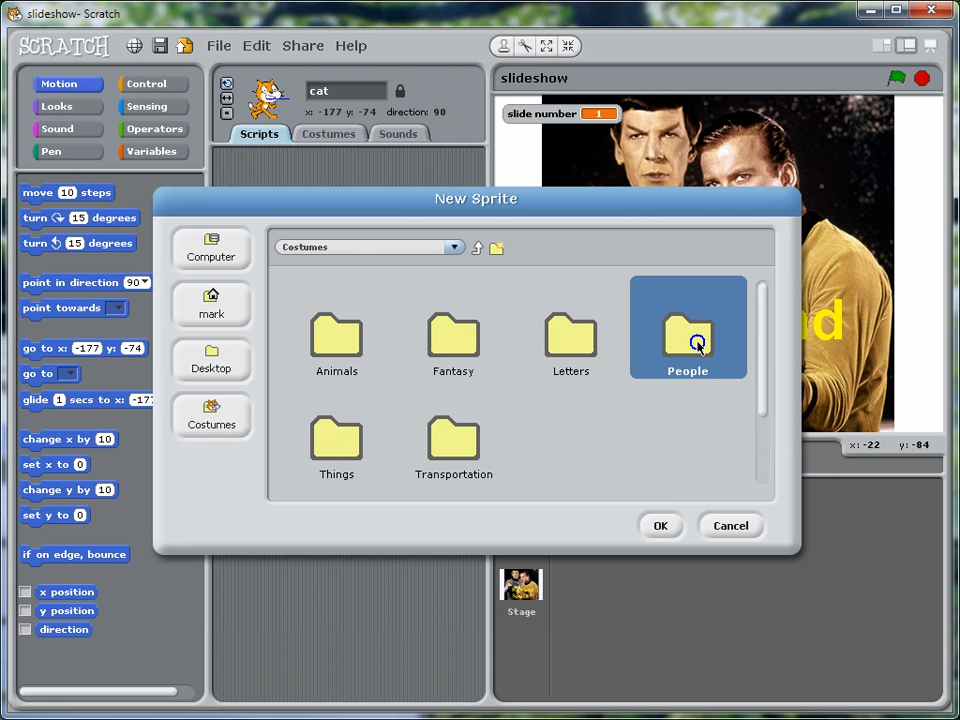 slideshow- Scratch
SCRATCH
File Edit Share Help
Motion
Control
Looks
Sensing
Sound
Operators
Pen
Variables
cat
x: -177 y: -74 direction: 90
Scripts
Costumes
Sounds
slideshow
slide number 1
move 10 steps
turn 15 degrees
turn 15 degrees
point in direction 90
point towards
go to x: -177 y: -74
go to
glide 1 secs to x: -177
change x by 10
set x to 0
change y by 10
set y to 0
if on edge, bounce
x position
y position
direction
New Sprite
Computer
mark
Desktop
Costumes
Costumes
Animals
Fantasy
Letters
People
Things
Transportation
OK
Cancel
nd
x: -22 y: -84
Stage